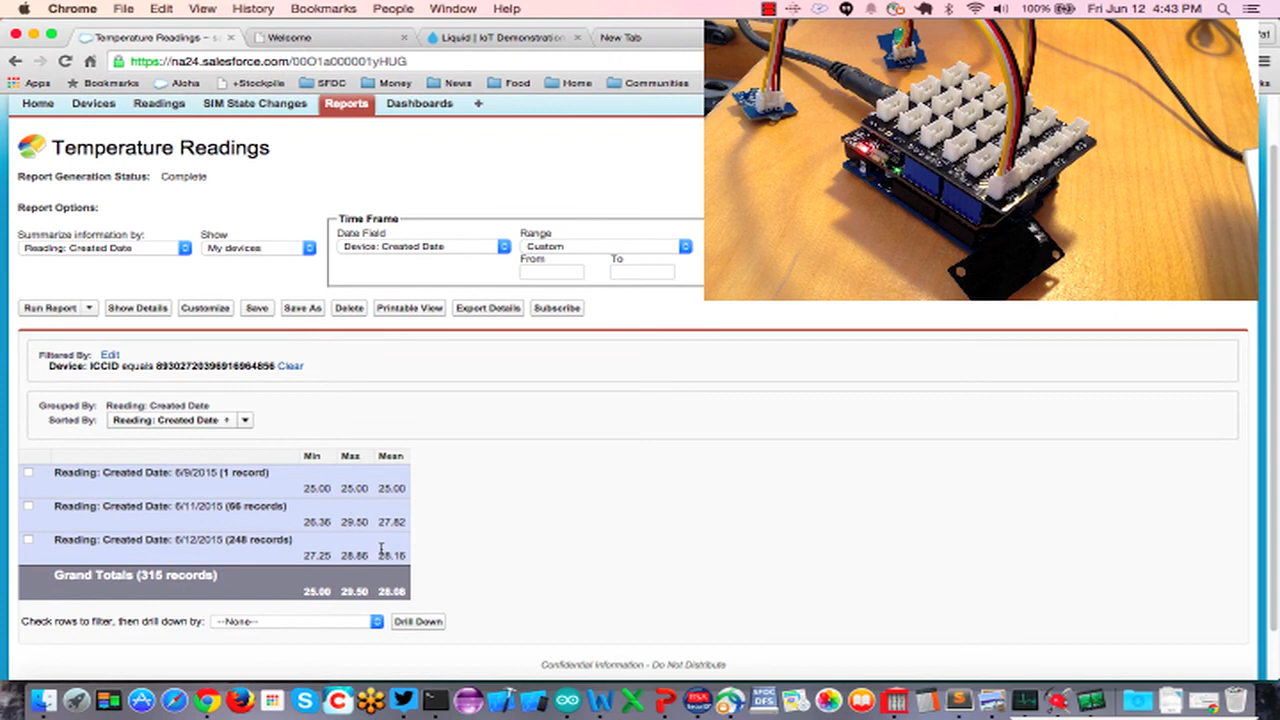 Chrome File Edit View History Bookmarks People Window Help 100% Fri Jun 12 4:43 PM
Temperature Readings – Welcome Liquid | IoT Demonstration New Tab
https://na24.salesforce.com/00O1a000001yHUG
Apps Bookmarks Aloha +Stockpile SFDC Money News Food Home Communities
Home Devices Readings SIM State Changes Reports Dashboards +
Temperature Readings
Report Generation Status: Complete
Report Options:
Time Frame
Summarize information by: Show Date Field Range
Reading: Created Date My devices Device: Created Date Custom
From To
Run Report Show Details Customize Save Save As Delete Printable View Export Details Subscribe
Filtered By: Edit
Device: ICCID equals 89302720396916964856 Clear
Grouped By: Reading: Created Date
Sorted By: Reading: Created Date
Min Max Mean
Reading: Created Date: 6/9/2015 (1 record)
25.00 25.00 25.00
Reading: Created Date: 6/11/2015 (66 records)
26.36 29.50 27.82
Reading: Created Date: 6/12/2015 (248 records)
27.25 28.86 28.16
Grand Totals (315 records)
25.00 29.50 28.08
Check rows to filter, then drill down by: --None-- Drill Down
Confidential Information - Do Not Distribute